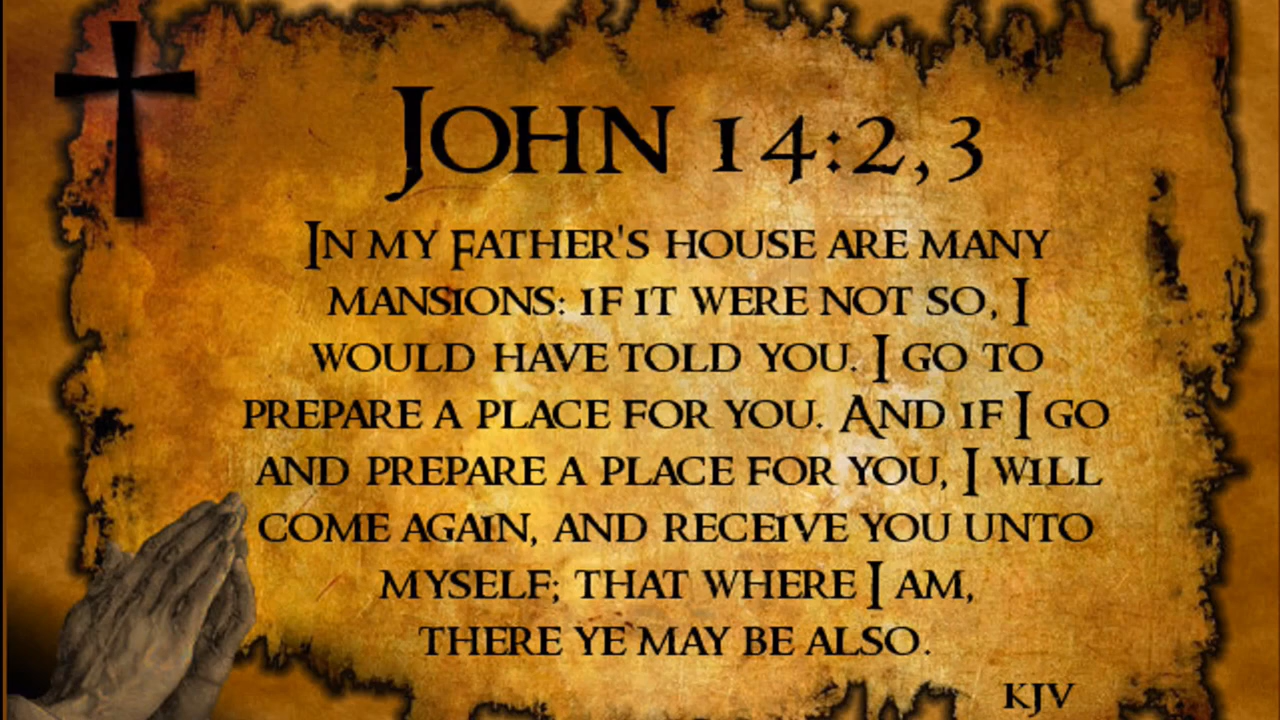 John 14:2,3
In my Father's house are many
mansions: if it were not so, I
would have told you. I go to
prepare a place for you. And if I go
and prepare a place for you, I will
come again, and receive you unto
myself; that where I am,
there ye may be also.
KJV